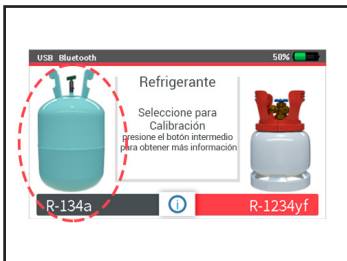 USB Bluetooth 50%
Refrigerante
Seleccione para
Calibración
presione el botón intermedio
para obtener más información
R-134a
R-1234yf